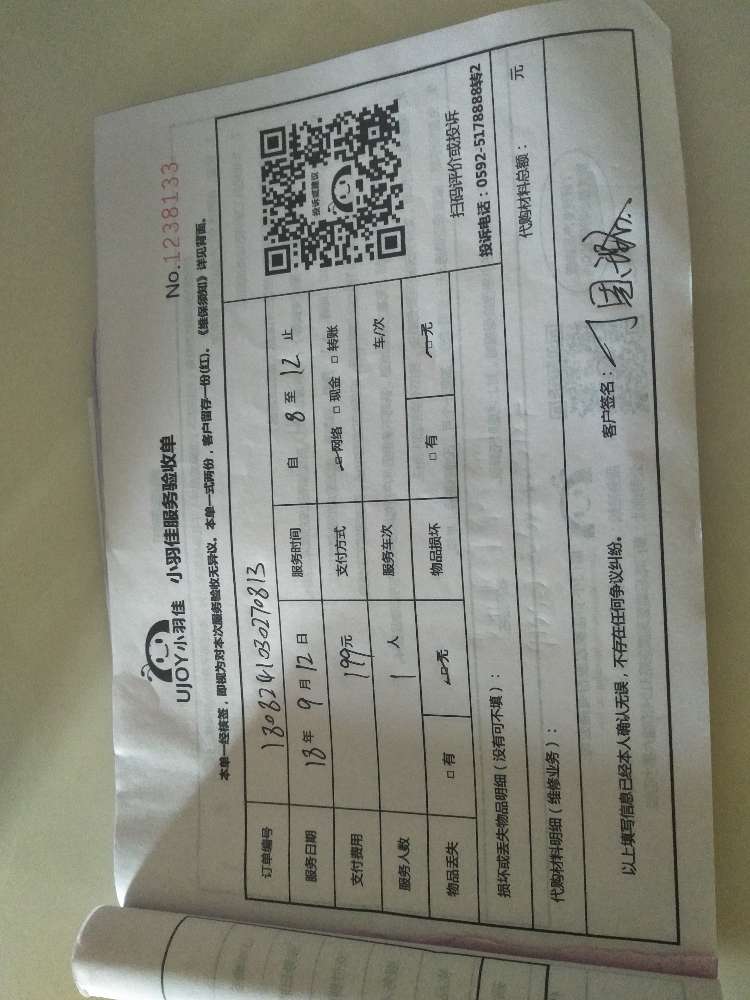 No.1238133
UJOY小羽佳 小羽佳服务验收单
本单一经核签，即视为对本次服务验收无异议。本单一式两份，客户留存一份(红)。《维保须知》详见背面。
订单编号 1808241030270813
服务日期 18年 9月 12日 服务时间 自 8 至 12 止
支付费用 199元 支付方式 网络 □ 现金 □ 转账
服务人数 1 人 服务车次 车/次
物品丢失 □ 有 □ 无 物品损坏 □ 有 □ 无
投诉或建议
扫码评价或投诉
投诉电话：0592-5178888转2
损坏或丢失物品明细（没有可不填）：
代购材料明细（维修业务）： 代购材料总额： 元
以上填写信息已经本人确认无误，不存在任何争议纠纷。 客户签名：